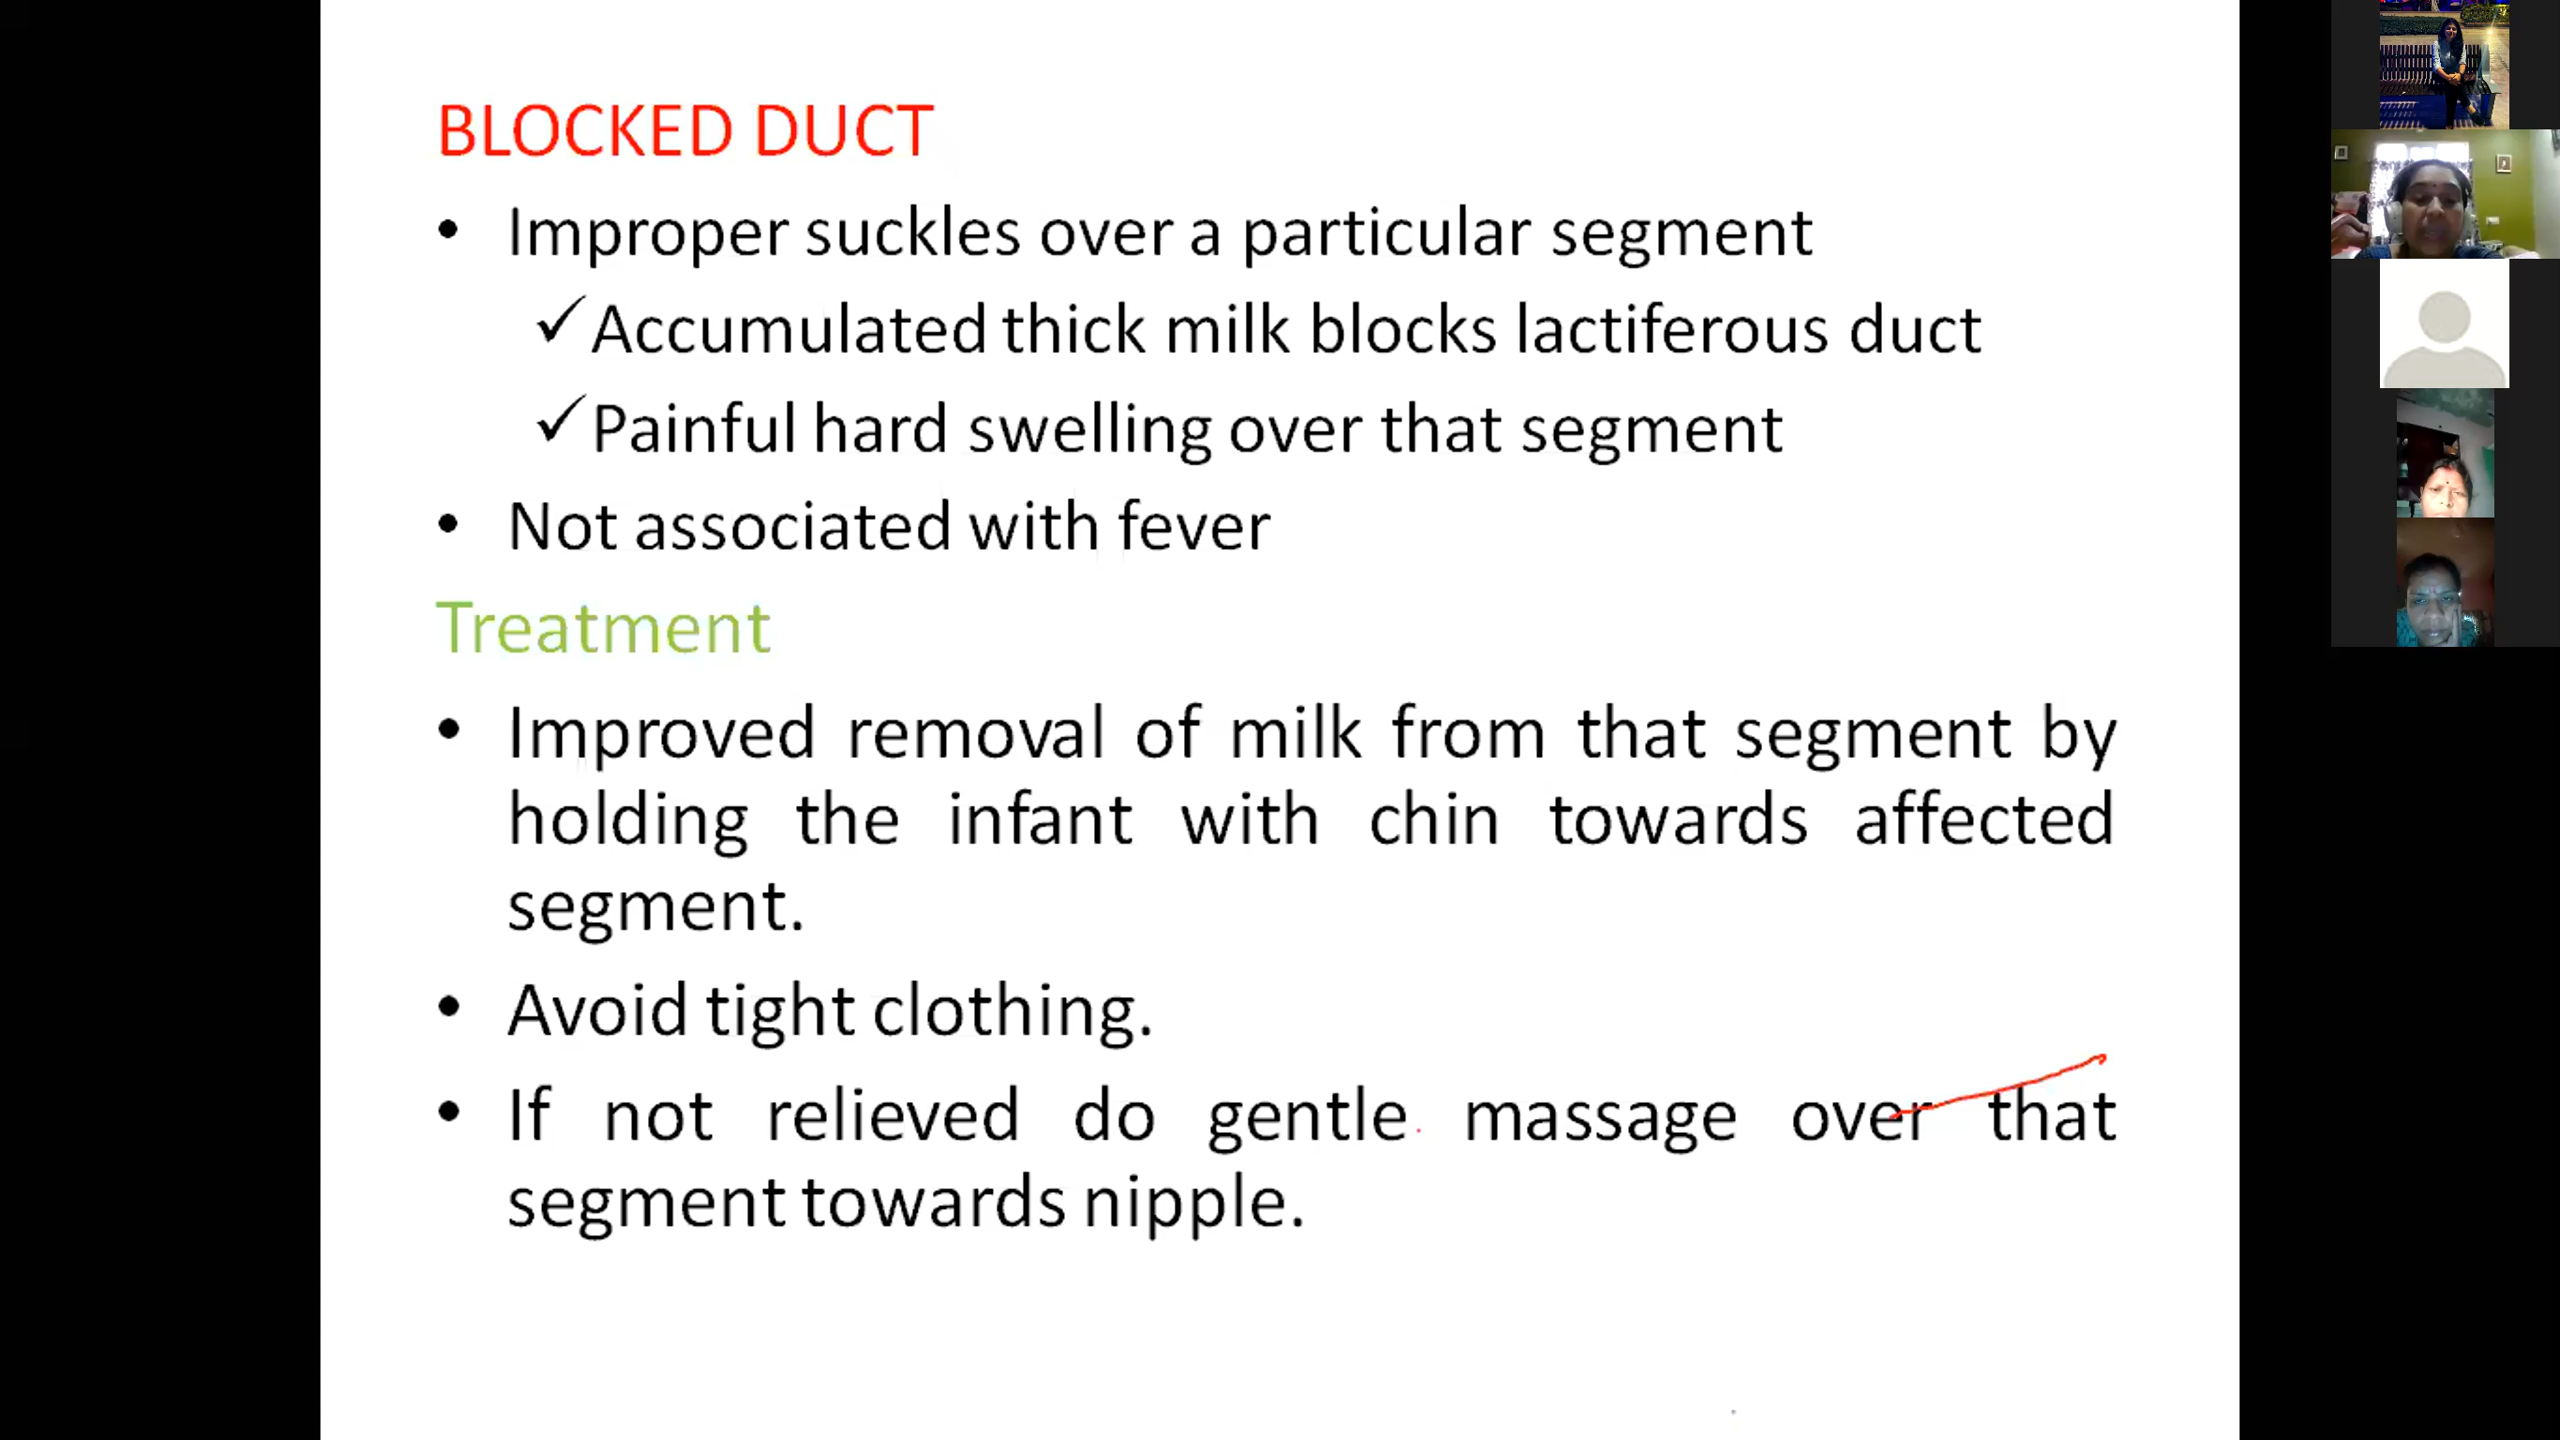 BLOCKED DUCT
• Improper suckles over a particular segment
✓ Accumulated thick milk blocks lactiferous duct
✓ Painful hard swelling over that segment
• Not associated with fever
Treatment
• Improved removal of milk from that segment by
holding the infant with chin towards affected
segment.
• Avoid tight clothing.
• If not relieved do gentle massage over that
segment towards nipple.